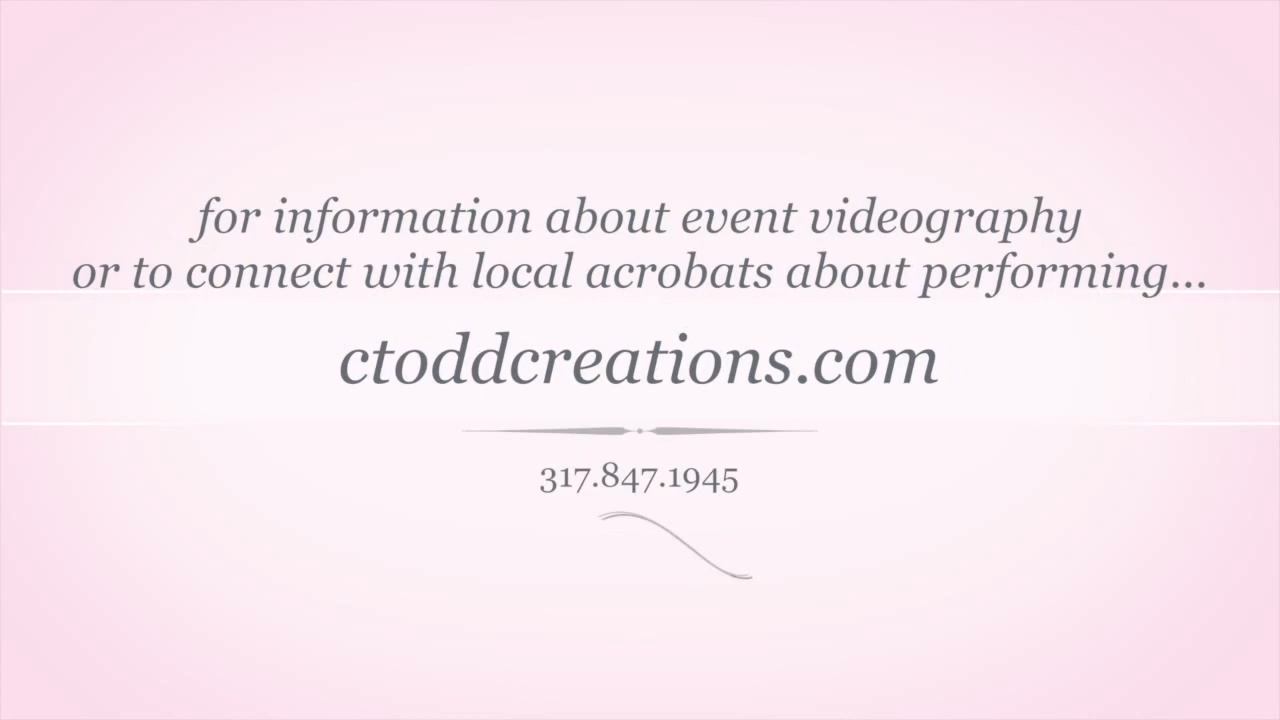 for information about event videography
or to connect with local acrobats about performing...
ctoddcreations.com
317.847.1945